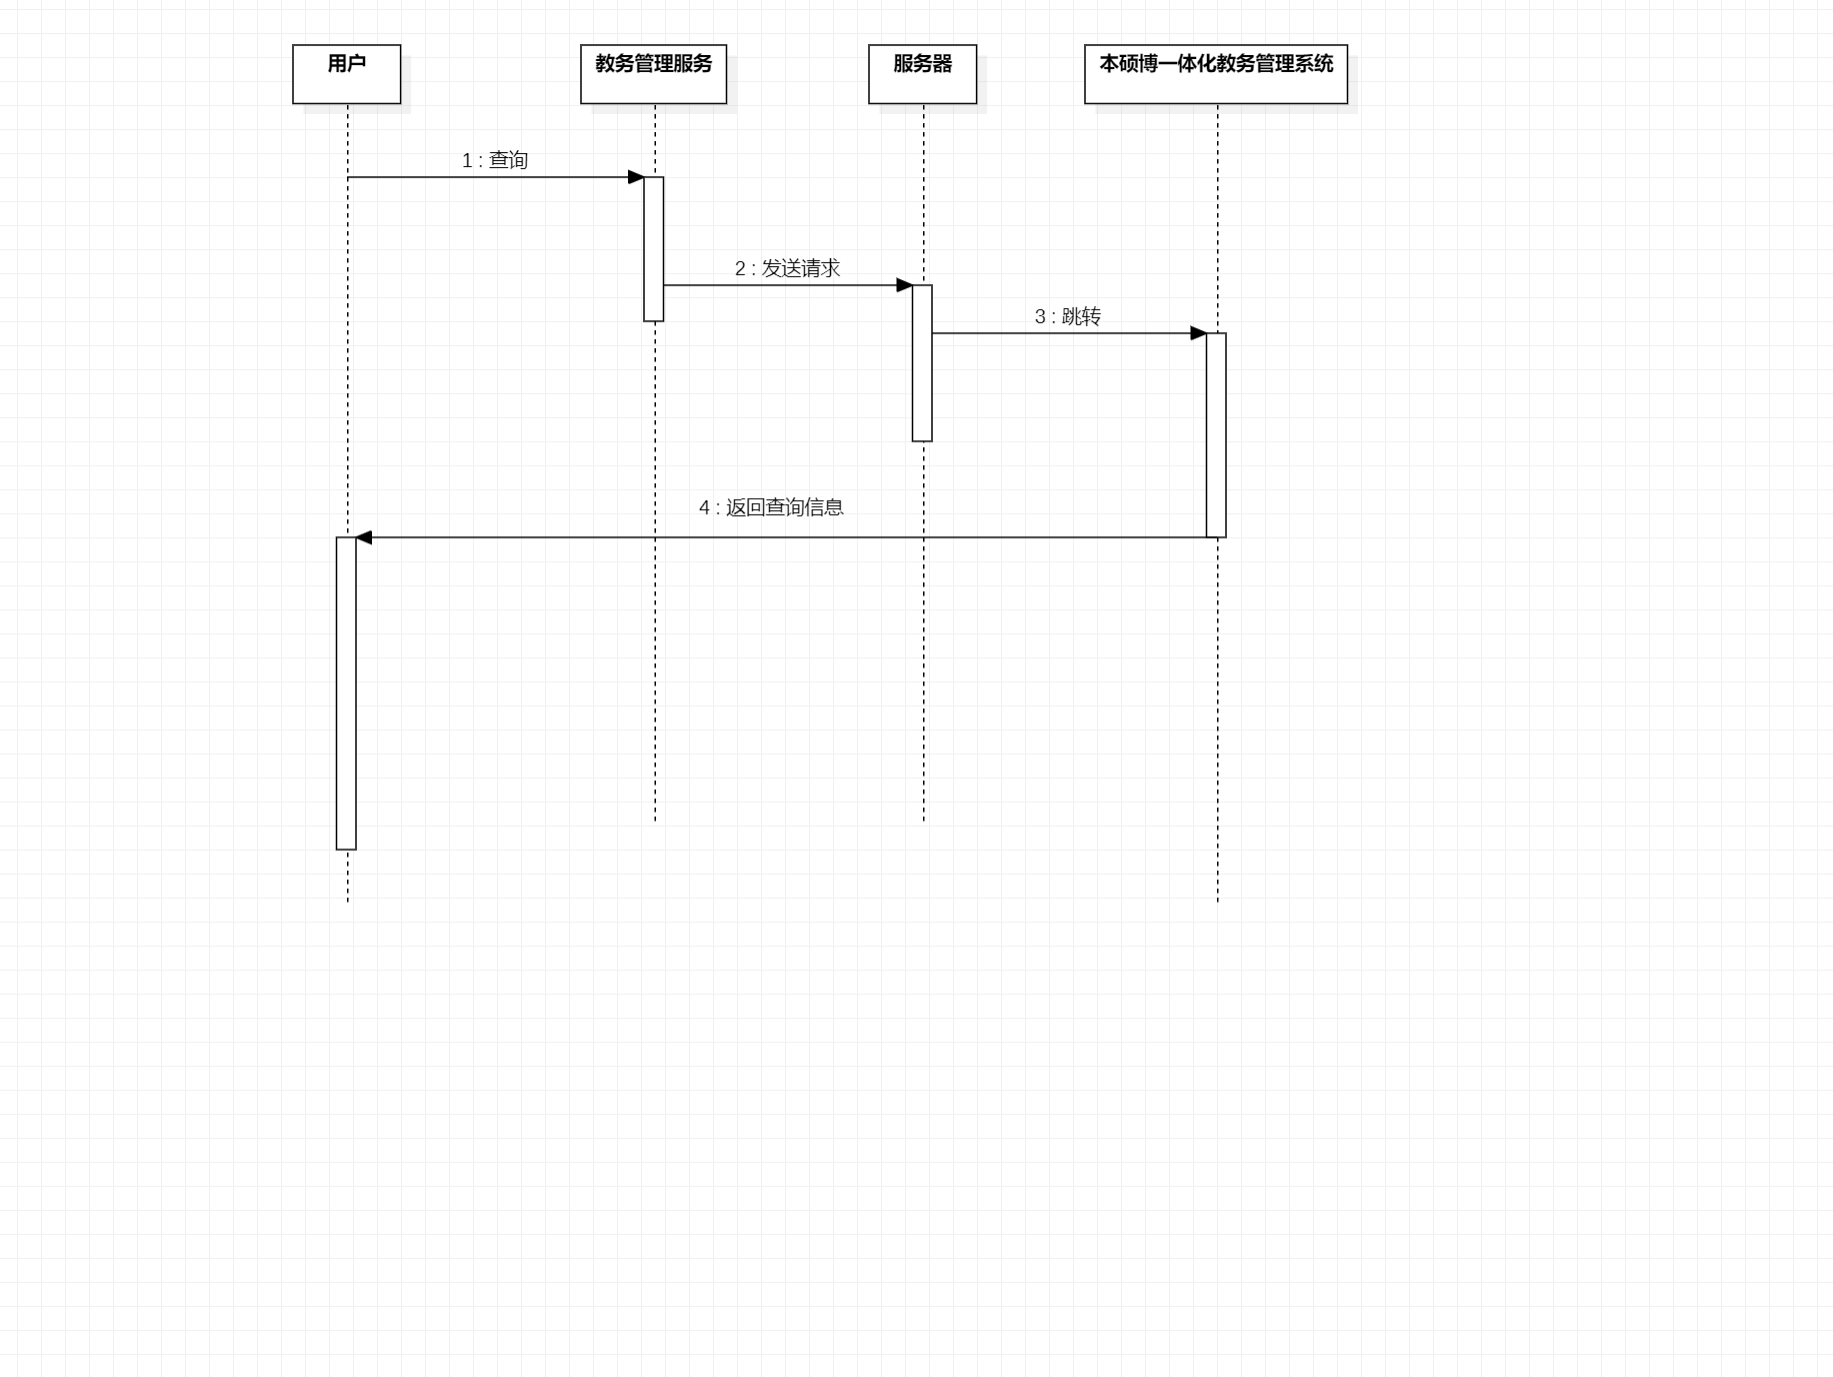 用户
教务管理服务
服务器
本硕博一体化教务管理系统
1 : 查询
2 : 发送请求
3 : 跳转
4 : 返回查询信息